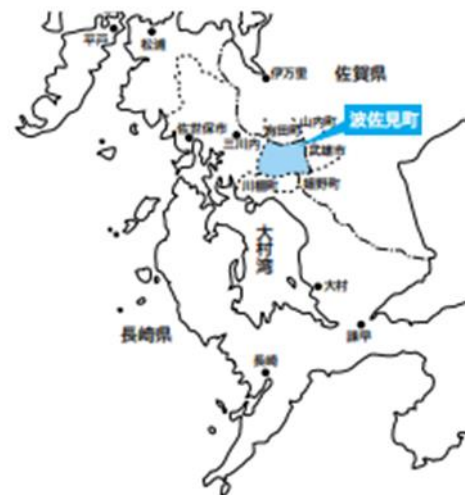 平戸
松浦
伊万里
佐賀県
山内町
有田町
波佐見町
佐世保市
三川内
武雄市
川棚町
嬉野町
大村湾
大村
長崎県
諫早
長崎